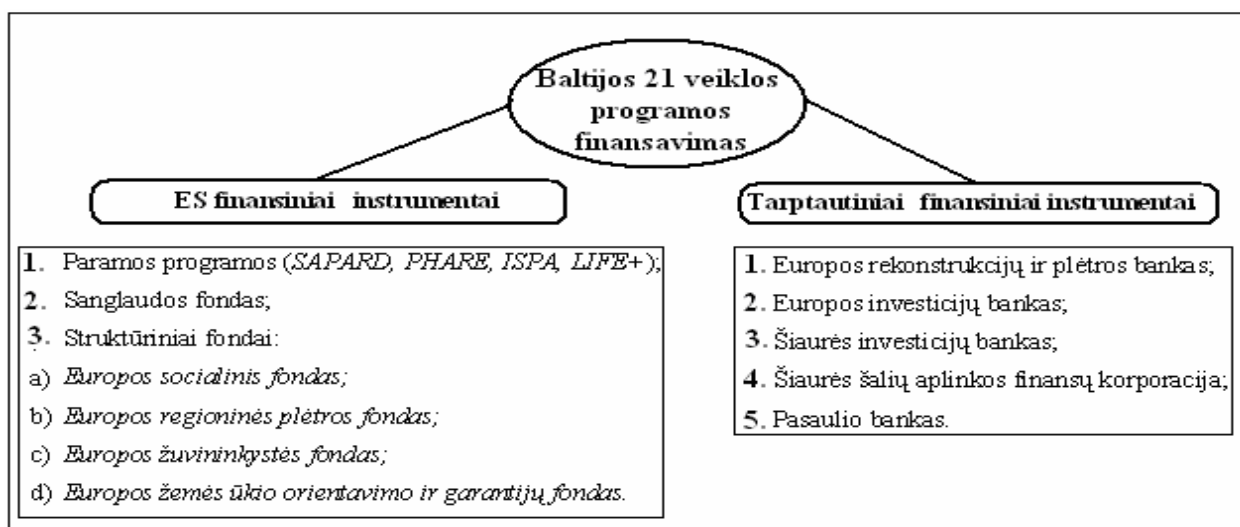 Baltijos 21 veiklos
programos
finansavimas
ES finansiniai instrumentai
1. Paramos programos (SAPARD, PHARE, ISPA, LIFE+);
2. Sanglaudos fondas;
3. Struktūriniai fondai:
a) Europos socialinis fondas;
b) Europos regioninės plėtros fondas;
c) Europos žuvininkystės fondas;
d) Europos žemės ūkio orientavimo ir garantijų fondas.
Tarptautiniai finansiniai instrumentai
1. Europos rekonstrukcijų ir plėtros bankas;
2. Europos investicijų bankas;
3. Šiaurės investicijų bankas;
4. Šiaurės šalių aplinkos finansų korporacija;
5. Pasaulio bankas.